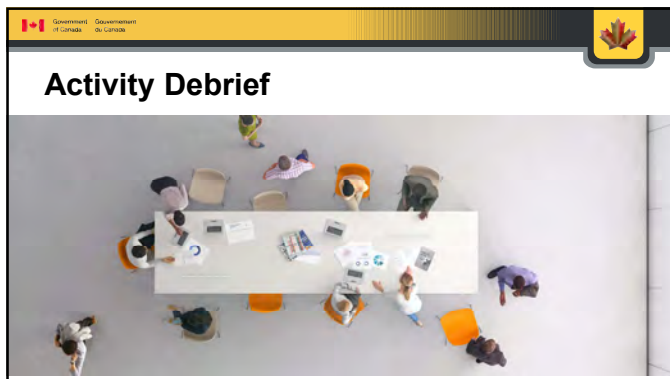 Government Gouvernement
of Canada du Canada
Activity Debrief